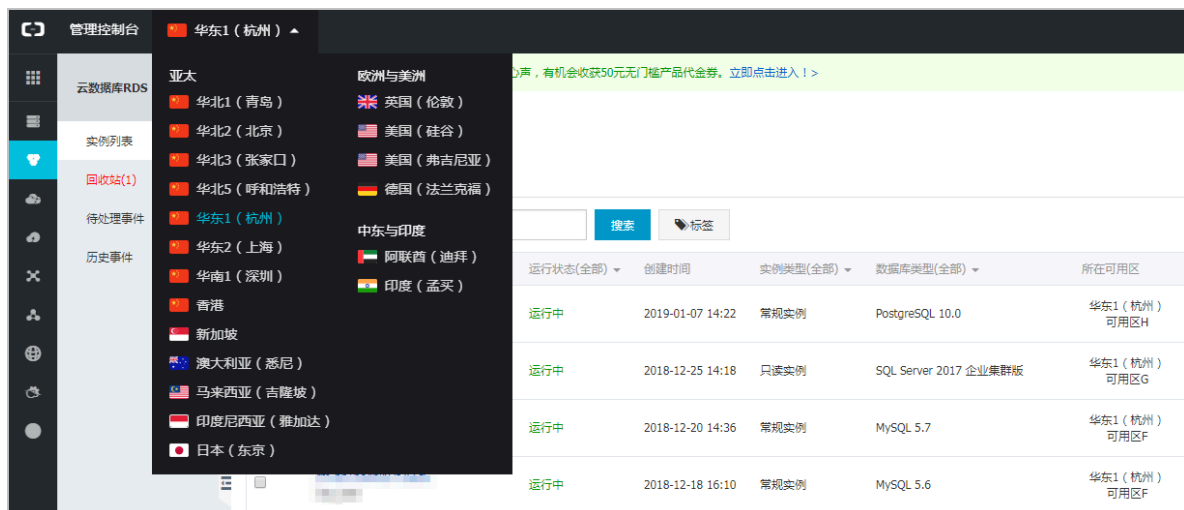 管理控制台
华东1 ( 杭州 )
云数据库RDS
实例列表
回收站(1)
待处理事件
历史事件
亚太
华北1 ( 青岛 )
华北2 ( 北京 )
华北3 ( 张家口 )
华北5 ( 呼和浩特 )
华东1 ( 杭州 )
华东2 ( 上海 )
华南1 ( 深圳 )
香港
新加坡
澳大利亚 ( 悉尼 )
马来西亚 ( 吉隆坡 )
印度尼西亚 ( 雅加达 )
日本 ( 东京 )
欧洲与美洲
英国 ( 伦敦 )
美国 ( 硅谷 )
美国 ( 弗吉尼亚 )
德国 ( 法兰克福 )
中东与印度
阿联酋 ( 迪拜 )
印度 ( 孟买 )
心声，有机会收获50元无门槛产品代金券。立即点击进入！>
搜索 标签
运行状态(全部) 创建时间 实例类型(全部) 数据库类型(全部) 所在可用区
运行中 2019-01-07 14:22 常规实例 PostgreSQL 10.0 华东1 ( 杭州 )
可用区H
运行中 2018-12-25 14:18 只读实例 SQL Server 2017 企业集群版 华东1 ( 杭州 )
可用区G
运行中 2018-12-20 14:36 常规实例 MySQL 5.7 华东1 ( 杭州 )
可用区F
运行中 2018-12-18 16:10 常规实例 MySQL 5.6 华东1 ( 杭州 )
可用区F